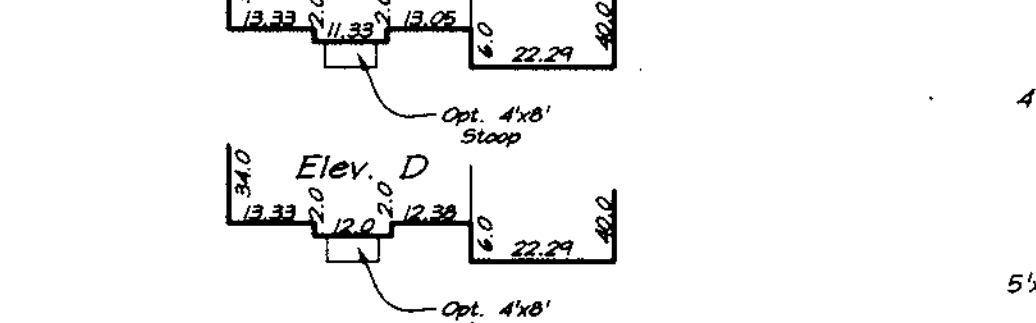 13.33 2.0 11.33 2.0 13.05 6.0 22.29 40.0
Opt. 4'x8'
Stoop
4'
34.0 Elev. D
13.33 2.0 12.0 2.0 12.38 6.0 22.29 40.0
5'x
Opt. 4'x8'